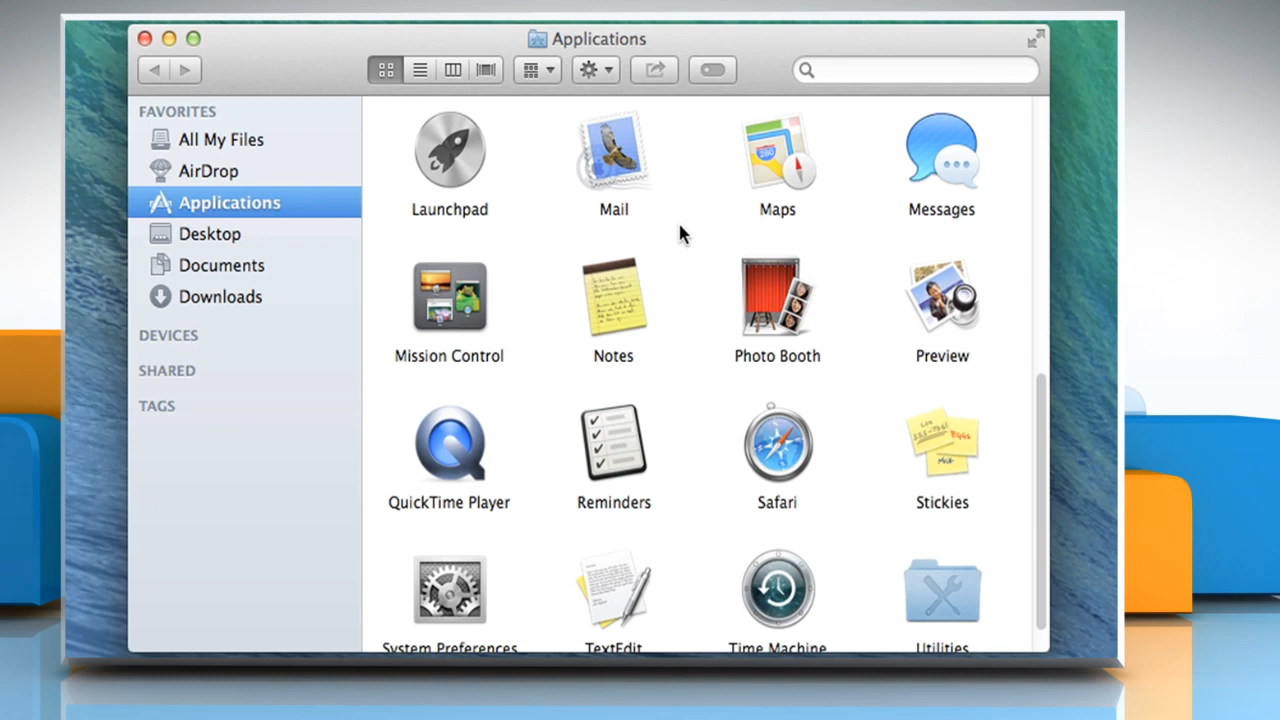 Applications
FAVORITES
All My Files
AirDrop
Applications
Desktop
Documents
Downloads
DEVICES
SHARED
TAGS
Launchpad Mail Maps Messages
Mission Control Notes Photo Booth Preview
QuickTime Player Reminders Safari Stickies
System Preferences TextEdit Time Machine Utilities
280